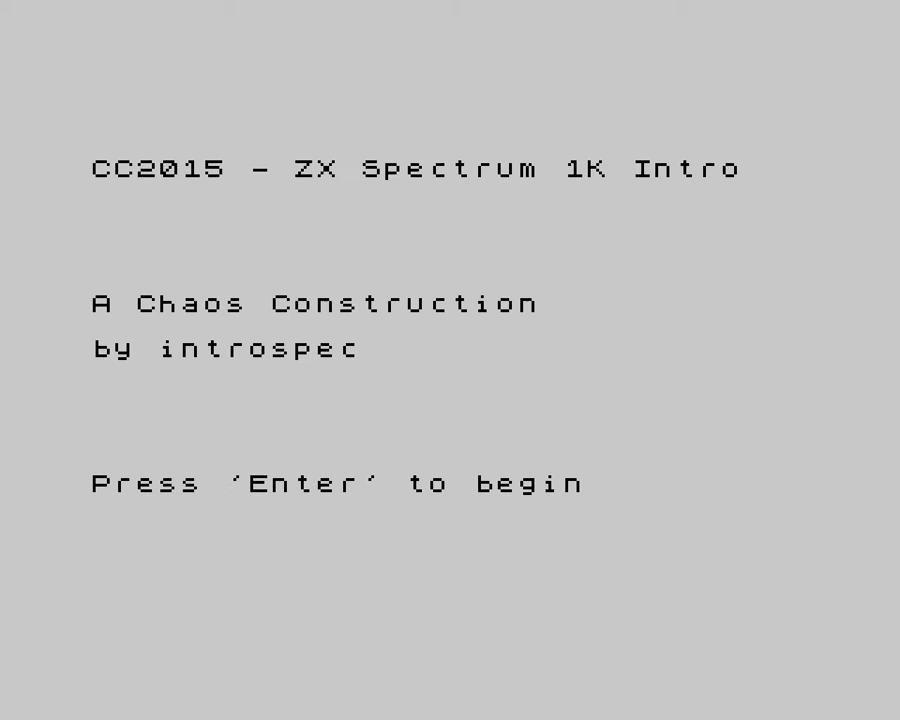 CC2015 - ZX Spectrum 1K Intro
A Chaos Construction
by introspec
Press 'Enter' to begin